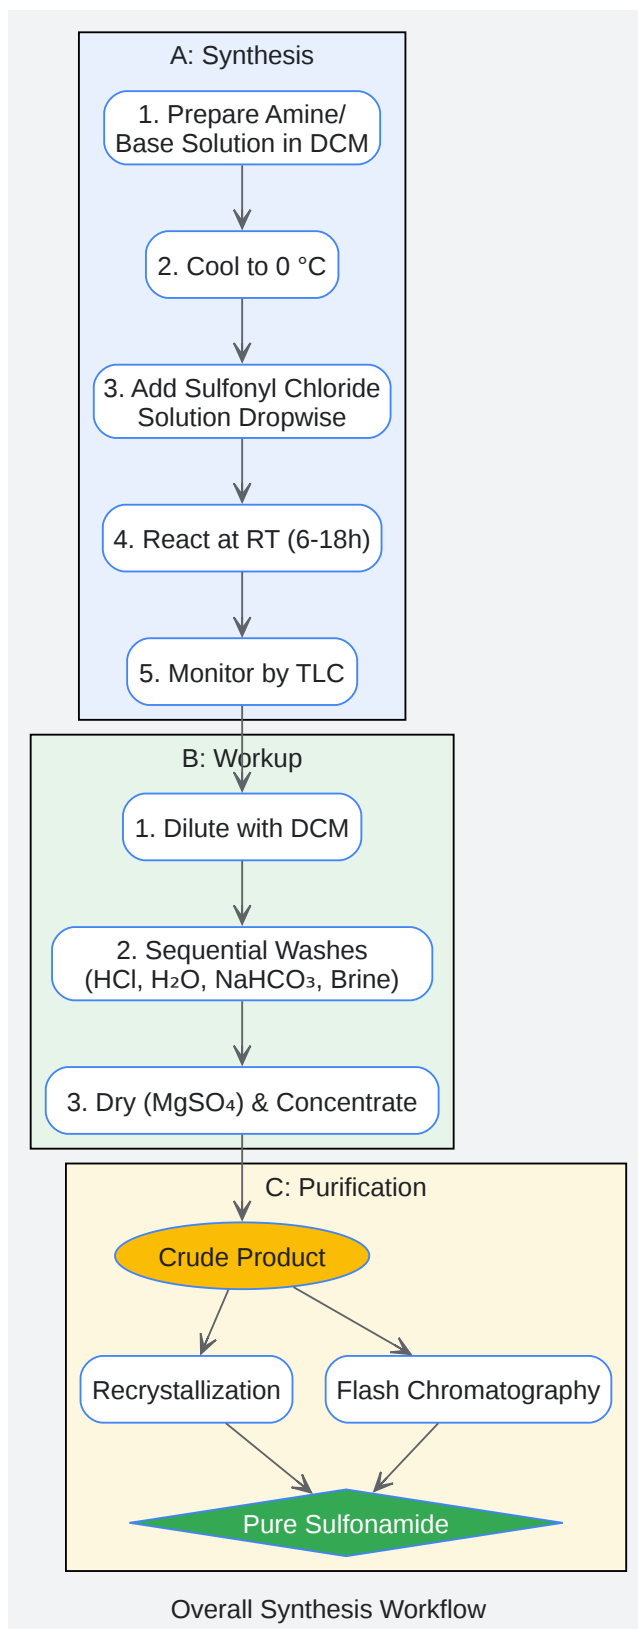 A: Synthesis
1. Prepare Amine/
Base Solution in DCM
2. Cool to 0 °C
3. Add Sulfonyl Chloride
Solution Dropwise
4. React at RT (6-18h)
5. Monitor by TLC
B: Workup
1. Dilute with DCM
2. Sequential Washes
(HCl, H₂O, NaHCO₃, Brine)
3. Dry (MgSO₄) & Concentrate
C: Purification
Crude Product
Recrystallization
Flash Chromatography
Pure Sulfonamide
Overall Synthesis Workflow